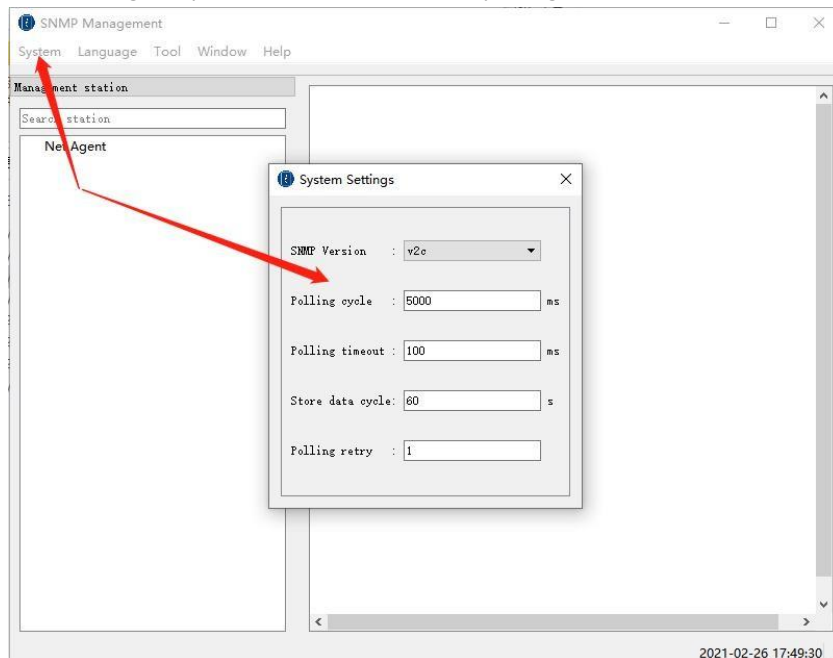 SNMP Management
System Language Tool Window Help
Management station
Search station
Net Agent
System Settings
SNMP Version : v2c
Polling cycle : 5000 ms
Polling timeout : 100 ms
Store data cycle: 60 s
Polling retry : 1
2021-02-26 17:49:30